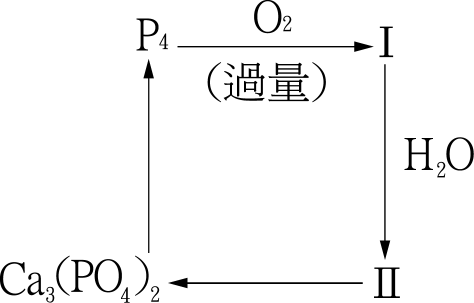 P₄ O₂ I
(過量)
H₂O
Ca₃(PO₄)₂ II